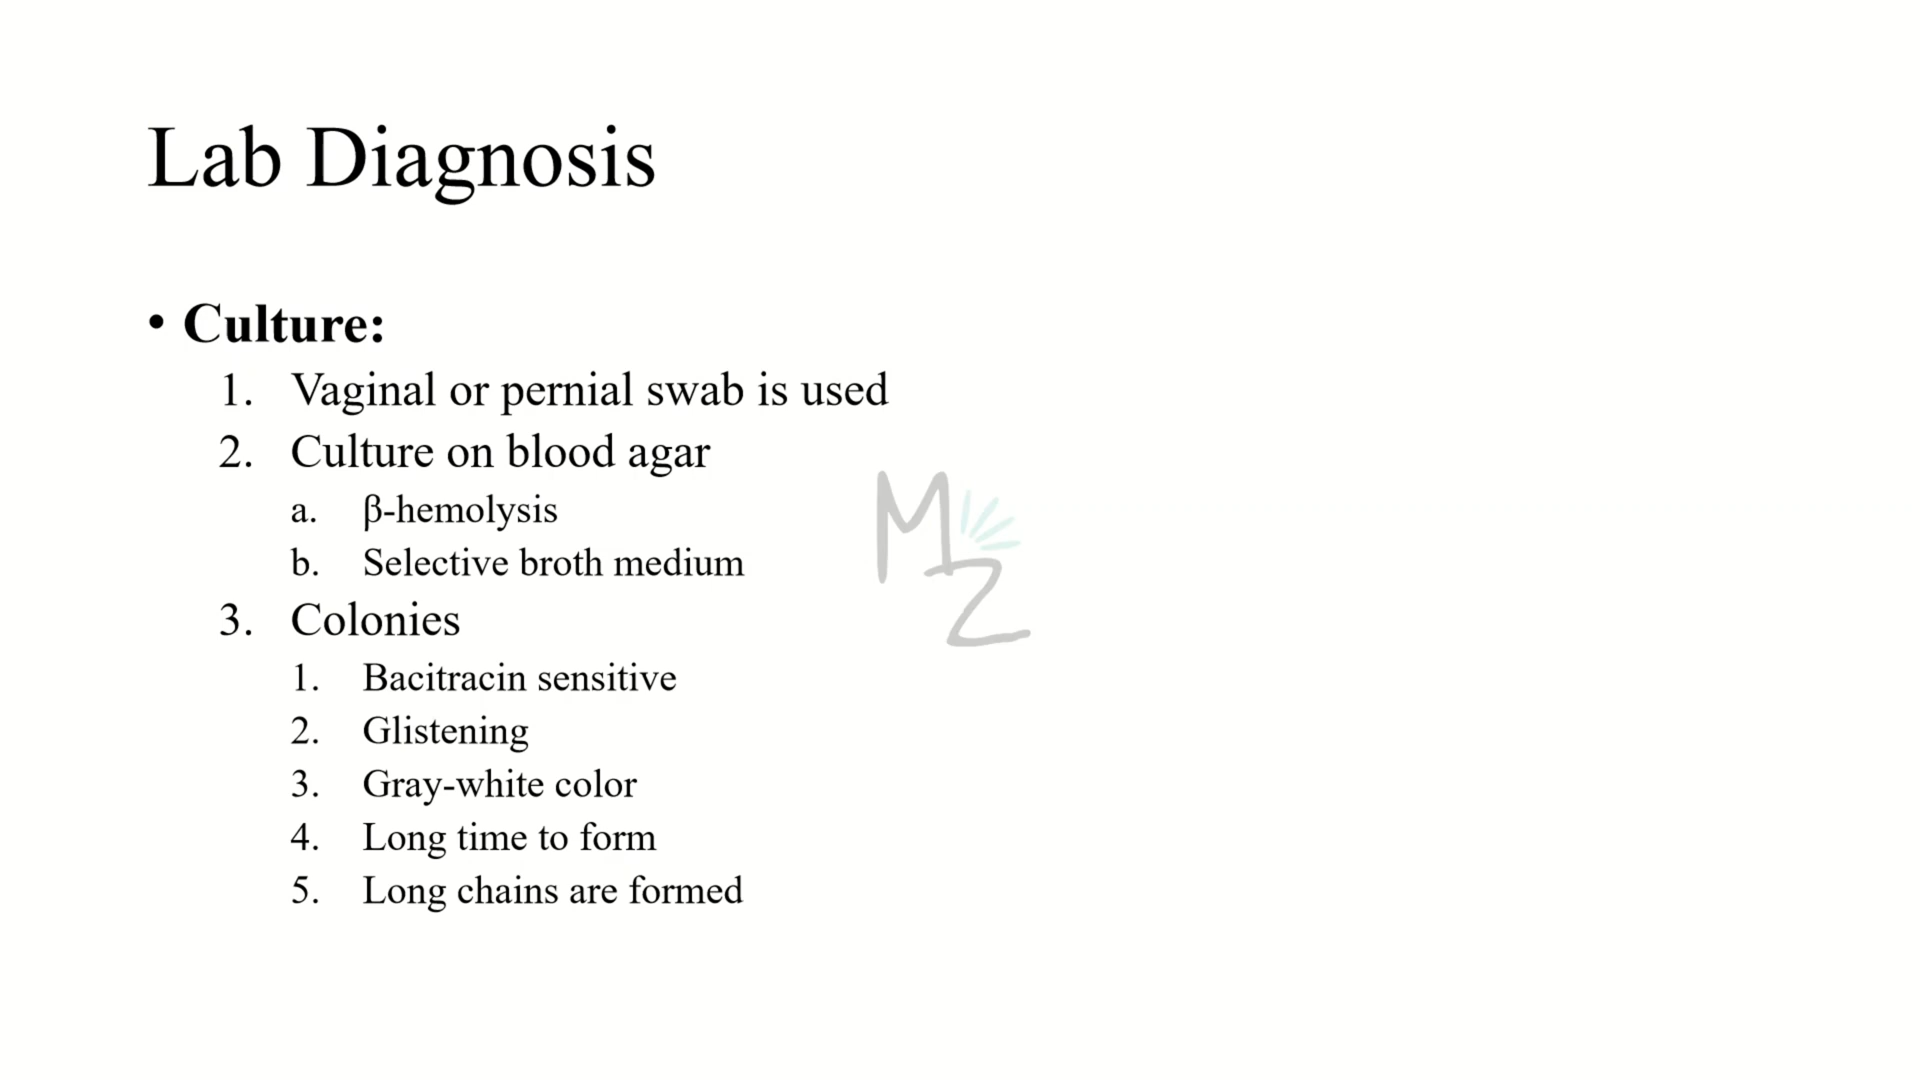 Lab Diagnosis
• Culture:
1. Vaginal or pernial swab is used
2. Culture on blood agar
a. β-hemolysis
b. Selective broth medium
3. Colonies
1. Bacitracin sensitive
2. Glistening
3. Gray-white color
4. Long time to form
5. Long chains are formed
MZ